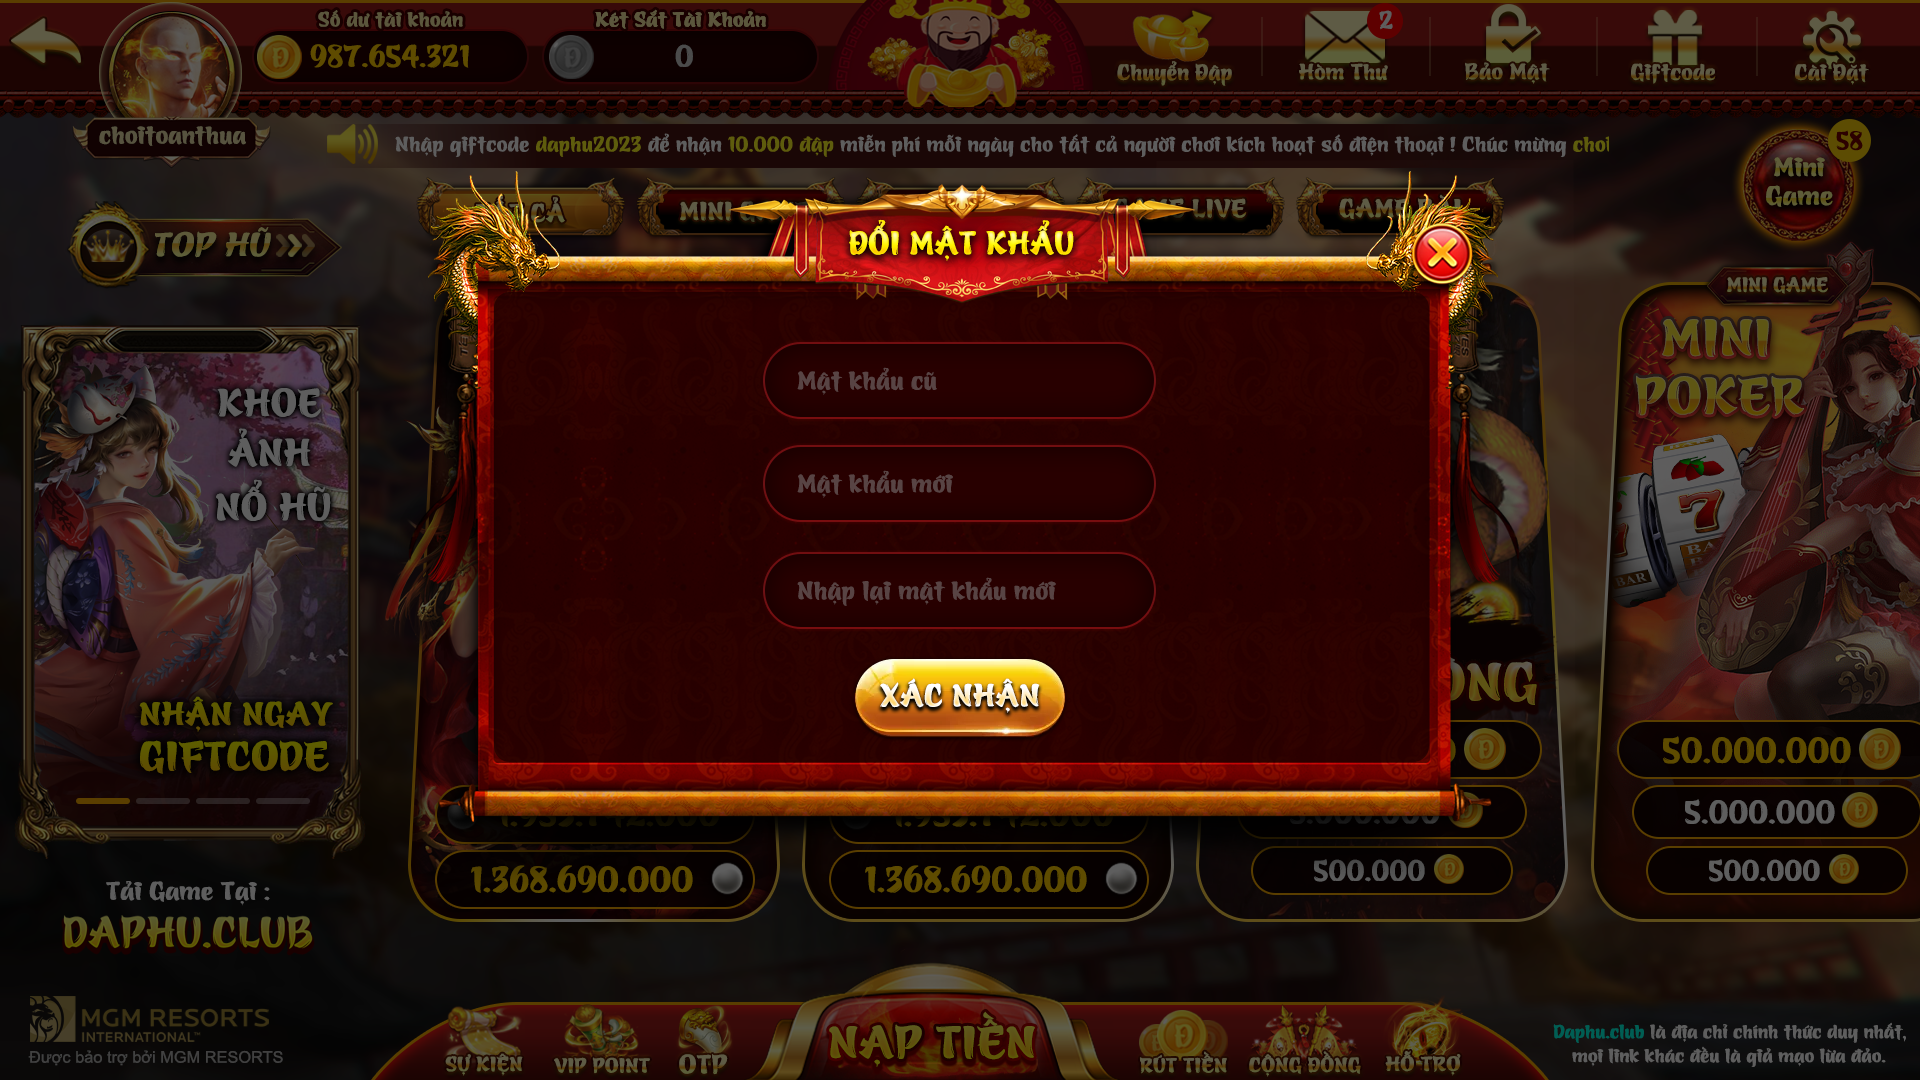 Số dư tài khoản
987.654.321
Két Sắt Tài Khoản
0
Chuyển Đập
Hòm Thư
2
Bảo Mật
Giftcode
Cài Đặt
choitoanthua
Nhập giftcode daphu2023 để nhận 10.000 đập miễn phí mỗi ngày cho tất cả người chơi kích hoạt số điện thoại ! Chúc mừng choi
58
Mini
Game
TOP HŨ
CẢ
MINI
LIVE
GAME
ĐỔI MẬT KHẨU
Mật khẩu cũ
Mật khẩu mới
Nhập lại mật khẩu mới
XÁC NHẬN
KHOE
ẢNH
NỔ HŨ
NHẬN NGAY
GIFTCODE
MINI GAME
MINI
POKER
7
BAR
50.000.000
5.000.000
500.000
500.000
1.368.690.000
1.368.690.000
Tải Game Tại :
DAPHU.CLUB
MGM RESORTS
INTERNATIONAL™
Được bảo trợ bởi MGM RESORTS
SỰ KIỆN
VIP POINT
OTP
NẠP TIỀN
RÚT TIỀN
CỘNG ĐỒNG
HỖ TRỢ
Daphu.club là địa chỉ chính thức duy nhất,
mọi link khác đều là giả mạo lừa đảo.